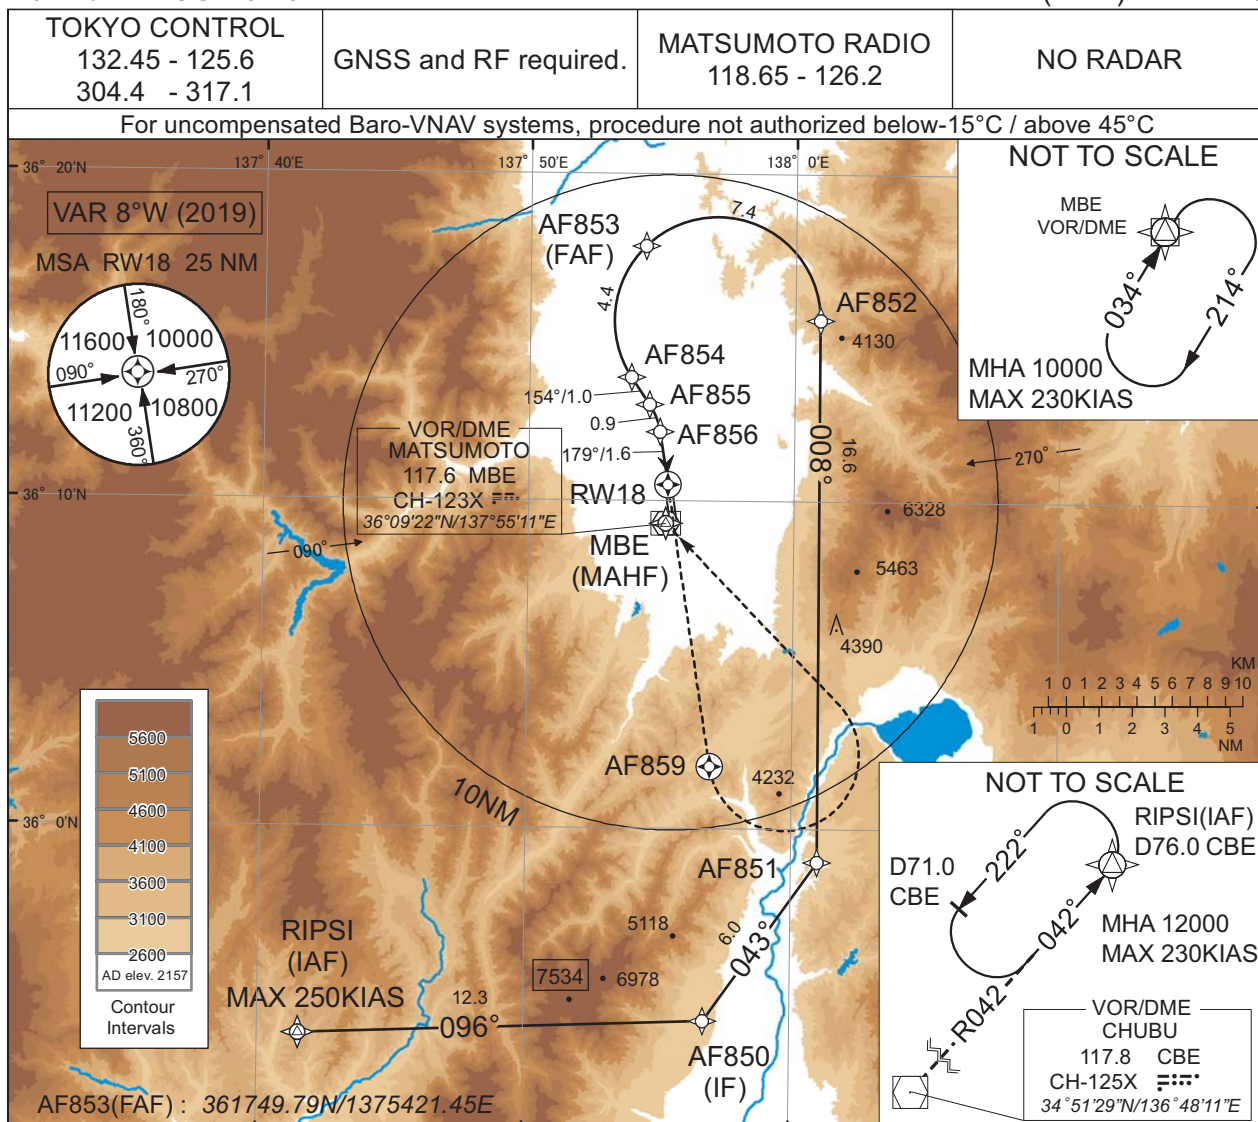 TOKYO CONTROL
132.45 - 125.6
304.4 - 317.1
GNSS and RF required.
MATSUMOTO RADIO
118.65 - 126.2
NO RADAR
For uncompensated Baro-VNAV systems, procedure not authorized below-15°C / above 45°C
36° 20'N
137° 40'E
137° 50'E
138° 0'E
VAR 8°W (2019)
MSA RW18 25 NM
180°
11600
10000
090°
270°
11200
10800
360°
AF853
(FAF)
7.4
4.4
AF852
4130
AF854
154°/1.0
AF855
0.9
AF856
179°/1.6
VOR/DME
MATSUMOTO
117.6 MBE
CH-123X
36°09'22"N/137°55'11"E
RW18
MBE
(MAHF)
008°
16.6
270°
36° 10'N
090°
6328
5463
4390
NOT TO SCALE
MBE
VOR/DME
034°
214°
MHA 10000
MAX 230KIAS
KM
1 0 1 2 3 4 5 6 7 8 9 10
1 0 1 2 3 4 5
NM
5600
5100
4600
4100
3600
3100
2600
AD elev. 2157
Contour
Intervals
AF859
4232
10NM
36° 0'N
AF851
6.0
043°
5118
7534
6978
RIPSI
(IAF)
MAX 250KIAS
12.3
096°
AF850
(IF)
AF853(FAF) : 361749.79N/1375421.45E
NOT TO SCALE
RIPSI(IAF)
D76.0 CBE
D71.0
CBE
222°
042°
MHA 12000
MAX 230KIAS
R042
VOR/DME
CHUBU
117.8 CBE
CH-125X
34°51'29"N/136°48'11"E